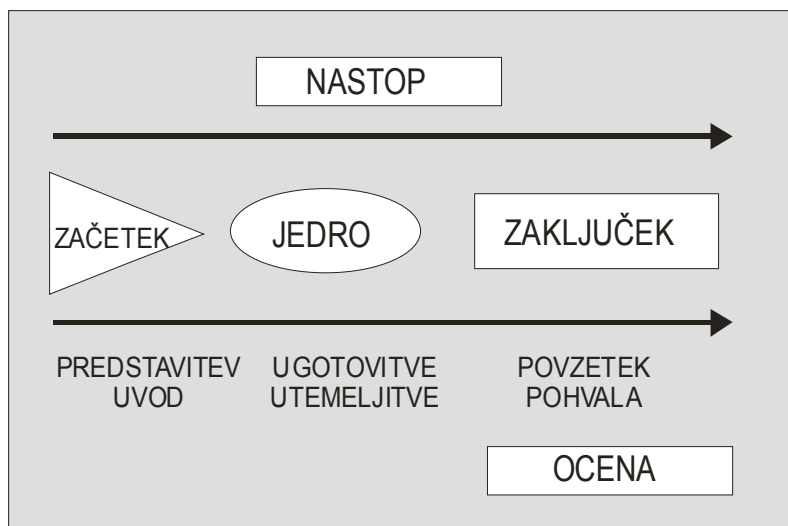 NASTOP
ZAČETEK
JEDRO
ZAKLJUČEK
PREDSTAVITEV
UVOD
UGOTOVITVE
UTEMELJITVE
POVZETEK
POHVALA
OCENA